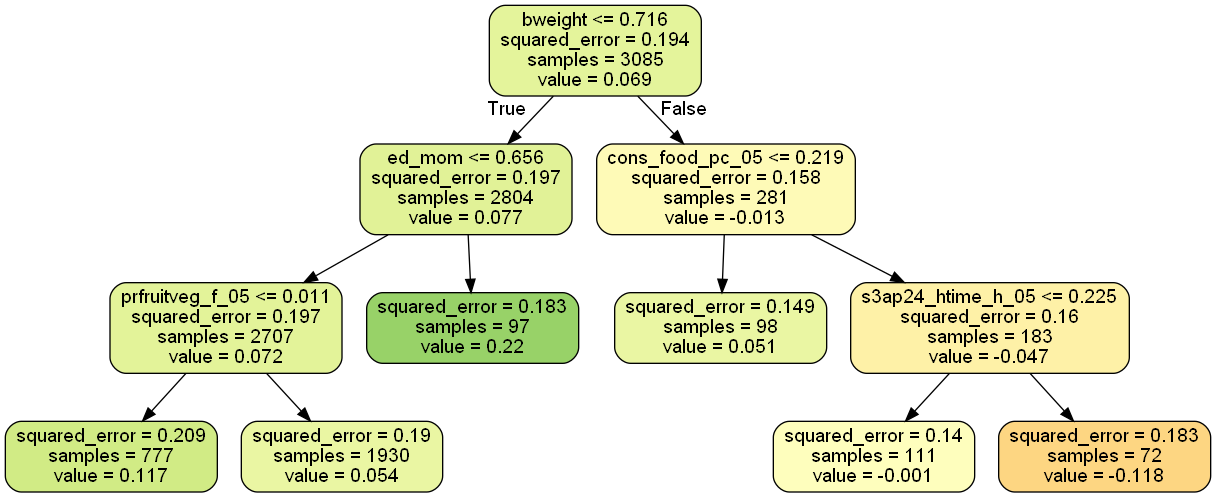 bweight <= 0.716
squared_error = 0.194
samples = 3085
value = 0.069
True
False
ed_mom <= 0.656
squared_error = 0.197
samples = 2804
value = 0.077
cons_food_pc_05 <= 0.219
squared_error = 0.158
samples = 281
value = -0.013
prfruitveg_f_05 <= 0.011
squared_error = 0.197
samples = 2707
value = 0.072
squared_error = 0.183
samples = 97
value = 0.22
squared_error = 0.149
samples = 98
value = 0.051
s3ap24_htime_h_05 <= 0.225
squared_error = 0.16
samples = 183
value = -0.047
squared_error = 0.209
samples = 777
value = 0.117
squared_error = 0.19
samples = 1930
value = 0.054
squared_error = 0.14
samples = 111
value = -0.001
squared_error = 0.183
samples = 72
value = -0.118